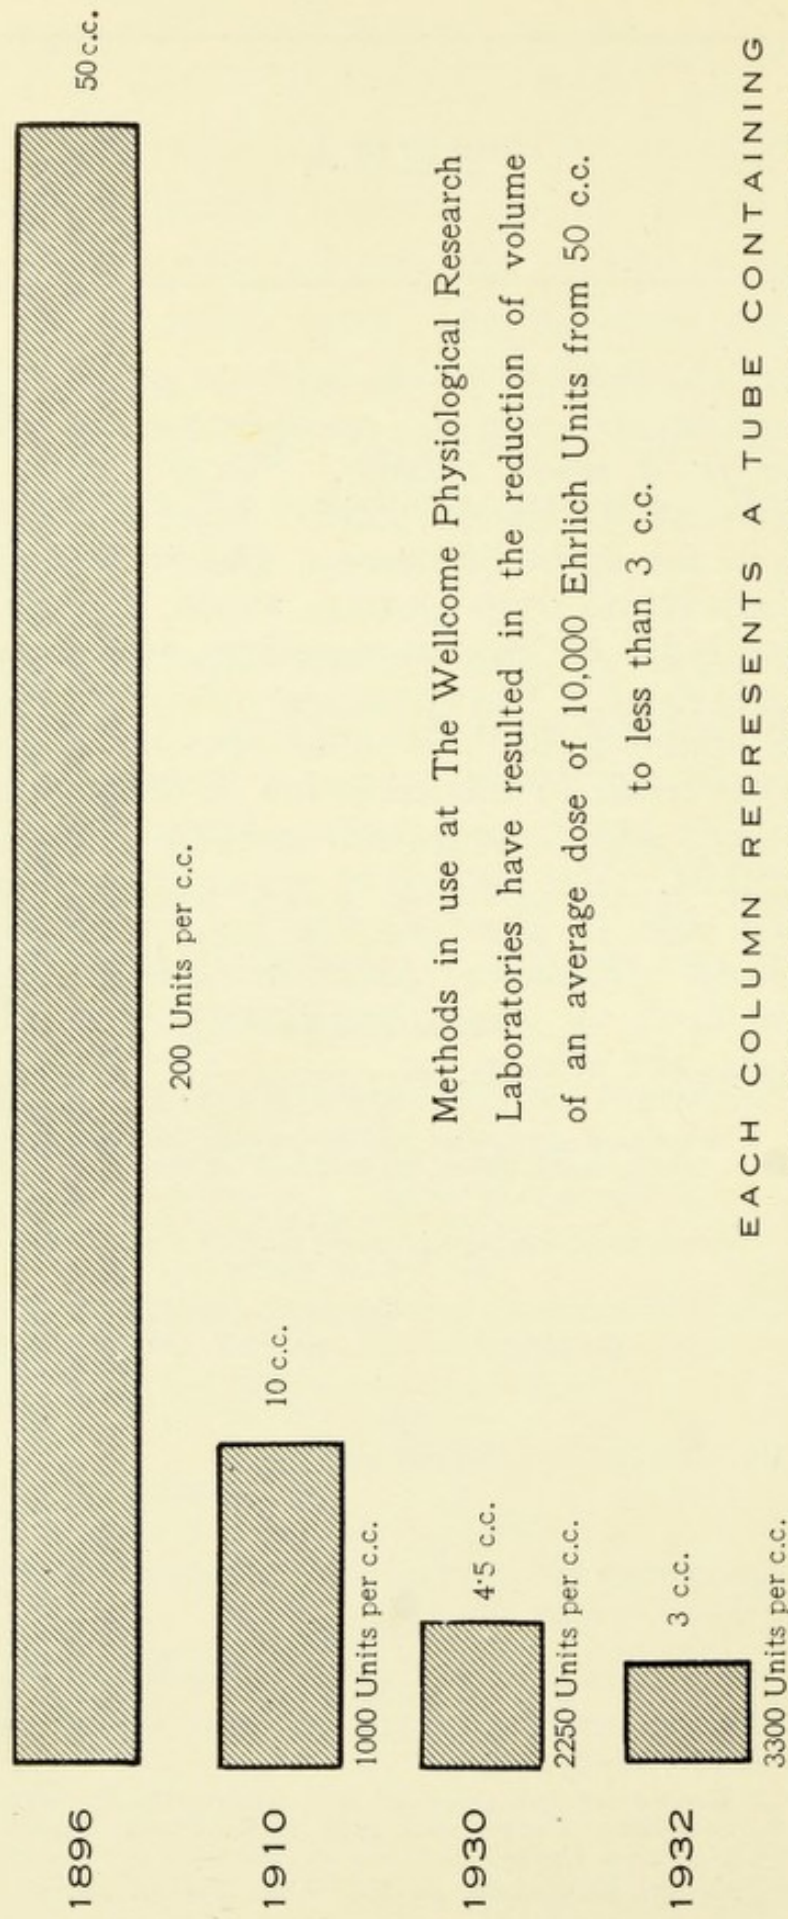 1896
50 c.c.
200 Units per c.c.
1910
10 c.c.
1000 Units per c.c.
1930
4·5 c.c.
2250 Units per c.c.
1932
3 c.c.
3300 Units per c.c.
Methods in use at The Wellcome Physiological Research
Laboratories have resulted in the reduction of volume
of an average dose of 10,000 Ehrlich Units from 50 c.c.
to less than 3 c.c.
EACH COLUMN REPRESENTS A TUBE CONTAINING